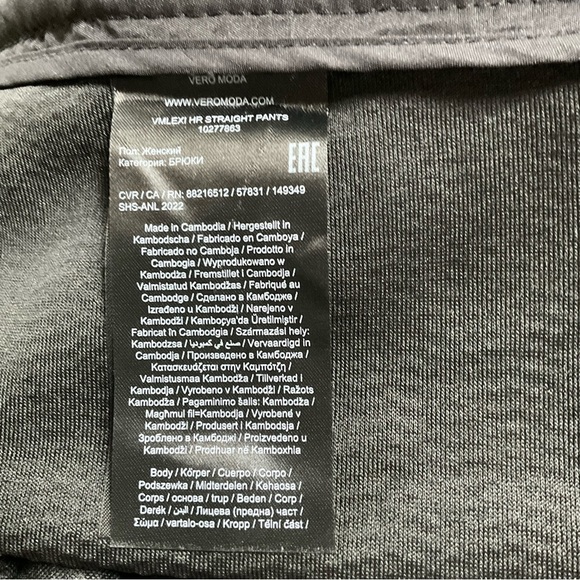 VERO MODA
WWW.VEROMODA.COM
VMLEXI HR STRAIGHT PANTS
10277863
Пол: Женский
Категория: БРЮКИ
EAC
CVR / CA / RN: 88216512 / 57831 / 149349
SHS-ANL 2022
Made in Cambodia / Hergestellt in
Kambodscha / Fabricado en Camboya /
Fabricado no Camboja / Prodotto in
Cambogia / Wyprodukowano w
Kambodża / Fremstillet i Cambodja /
Valmistatud Kambodžas / Fabriqué au
Cambodge / Сделано в Камбодже /
Izrađeno u Kambodži / Narejeno v
Kambodži / Kamboçya'da Üretilmiştir /
Fabricat în Cambodgia / Származási hely:
Kambodzsa / صنع في كمبوديا / Vervaardigd in
Cambodja / Произведено в Камбоджа /
Κατασκευάζεται στην Καμπότζη /
Valmistusmaa Kambodža / Tillverkad i
Kambodja / Vyrobeno v Kambodži / Ražots
Kambodža / Pagaminimo šalis: Kambodža /
Magħmul fil=Kambodja / Vyrobené v
Kambodži / Produsert i Kambodsja /
Зроблено в Камбоджі / Proizvedeno u
Kambodži / Prodhuar në Kamboxhia
Body / Körper / Cuerpo / Corpo /
Podszewka / Midterdelen / Kehaosa /
Corps / основа / trup / Beden / Corp /
Derék / البدن / Лицева (предна) част /
Σώμα / vartalo-osa / Kropp / Tělní část /